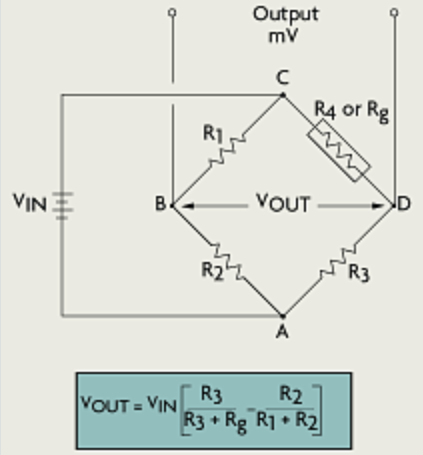 Output
mV
C
R4 or Rg
R1
VIN
B
VOUT
D
R2
R3
A
VOUT = VIN [ R3 / R3 + Rg - R2 / R1 + R2 ]